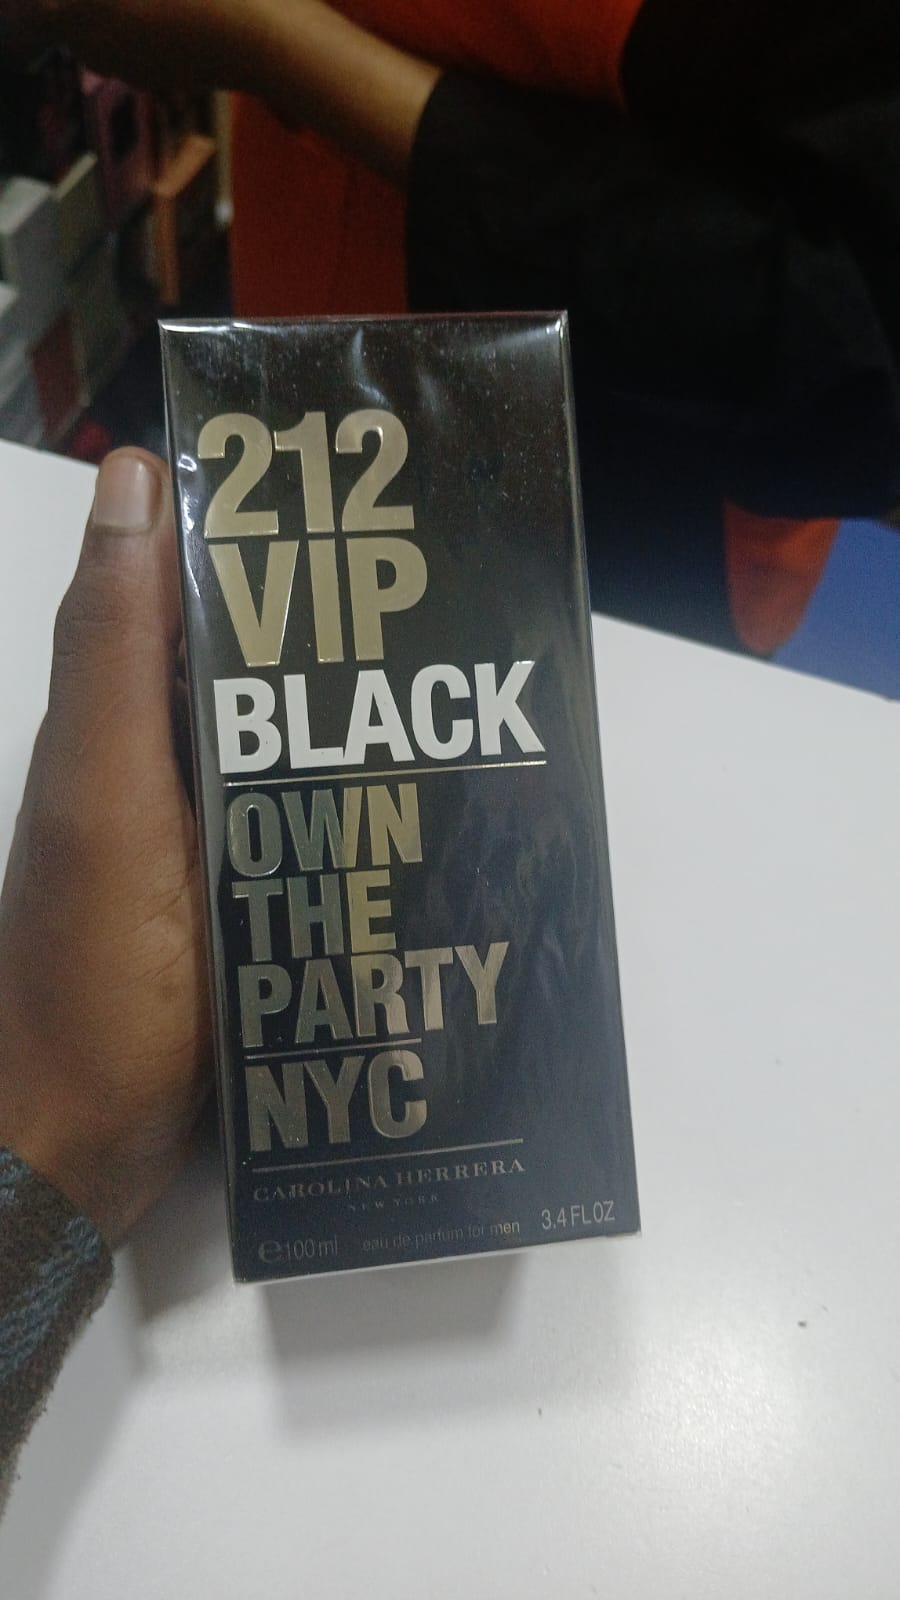 212
VIP
BLACK
OWN
THE
PARTY
NYC
CAROLINA HERRERA
NEW YORK
e100ml eau de parfum for men 3.4 FL OZ